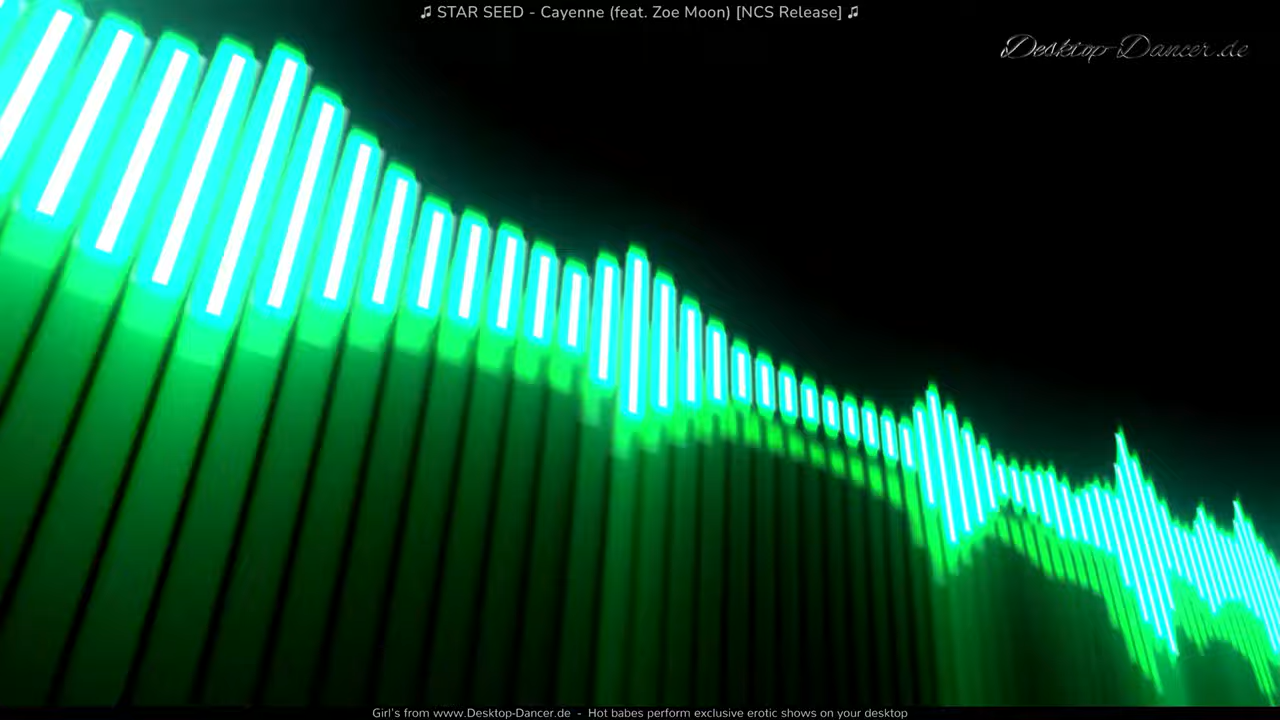 ♫ STAR SEED - Cayenne (feat. Zoe Moon) [NCS Release] ♫
Desktop-Dancer.de
Girl's from www.Desktop-Dancer.de - Hot babes perform exclusive erotic shows on your desktop